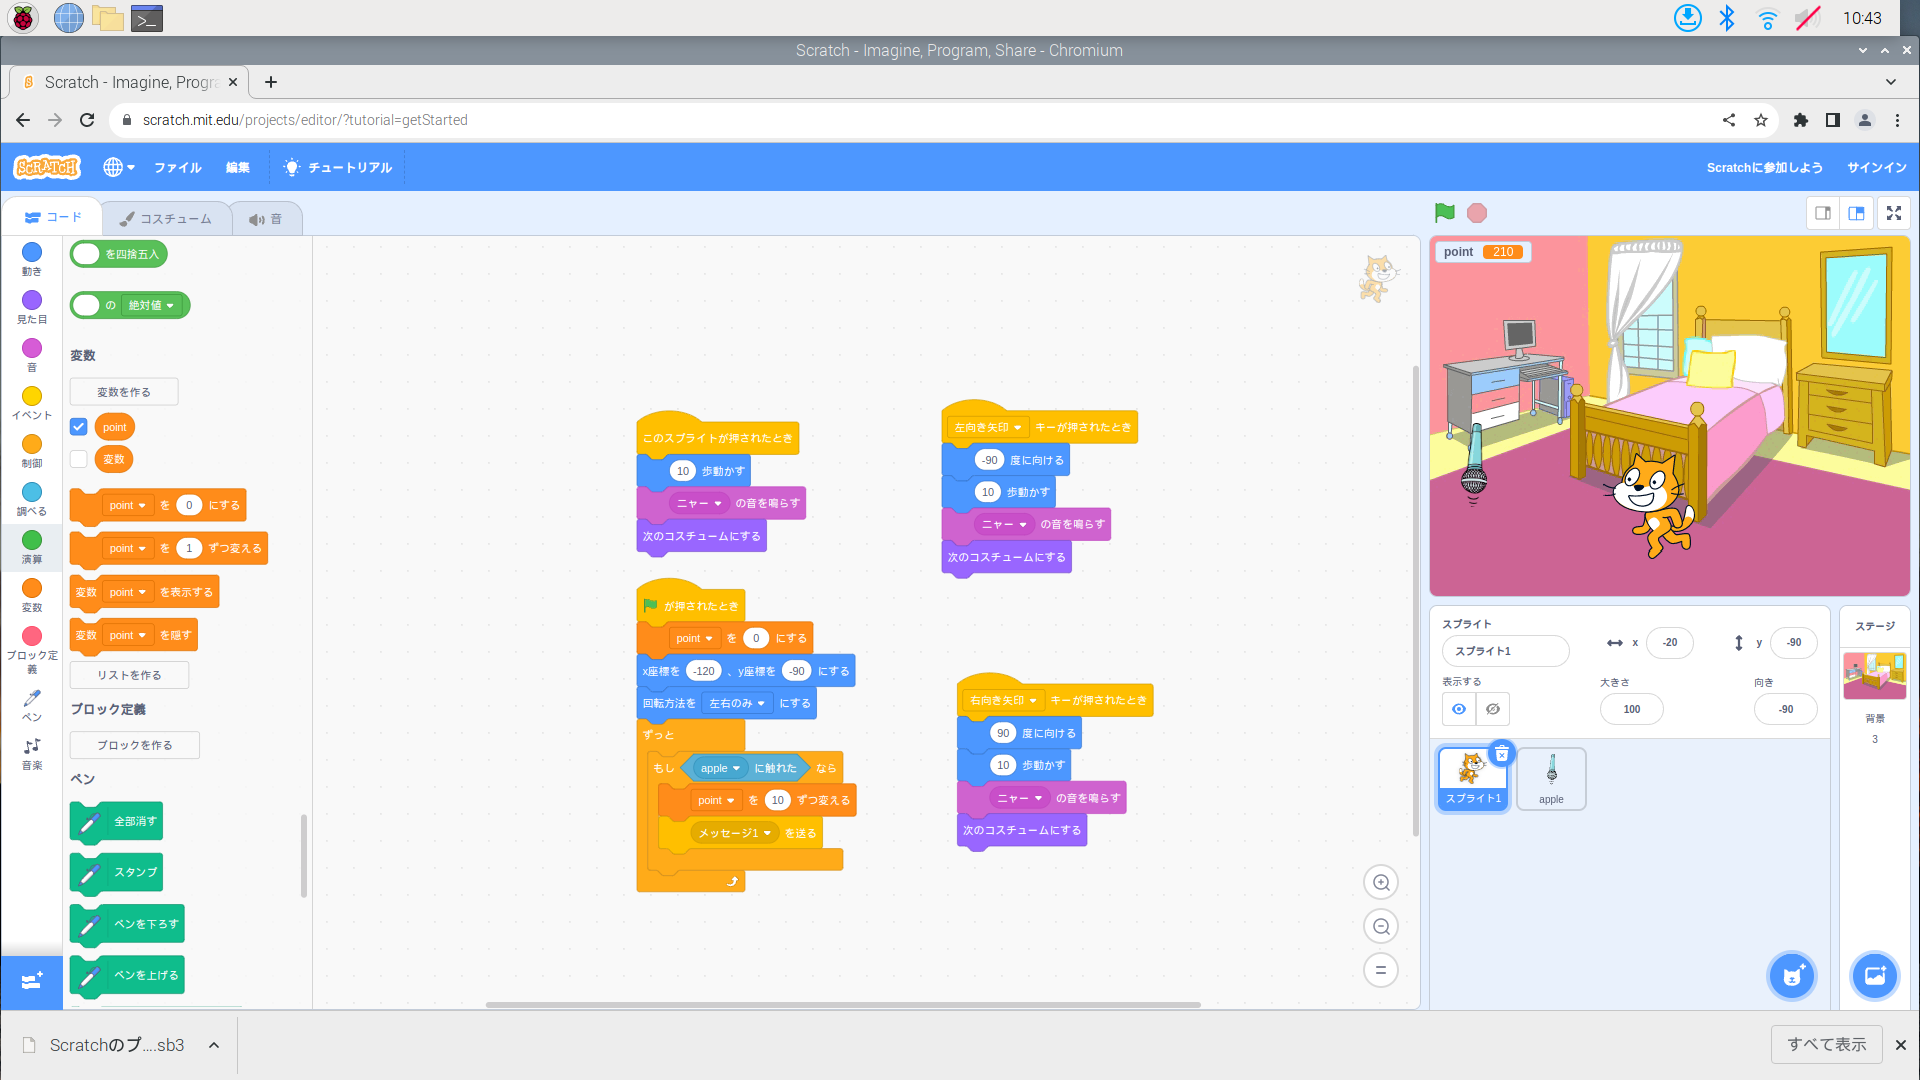 10:43
Scratch - Imagine, Program, Share - Chromium
Scratch - Imagine, Progra
scratch.mit.edu/projects/editor/?tutorial=getStarted
SCRATCH
ファイル
編集
チュートリアル
Scratchに参加しよう
サインイン
コード
コスチューム
音
動き
見た目
音
イベント
制御
調べる
演算
変数
ブロック定
義
ペン
音楽
を四捨五入
の 絶対値
変数
変数を作る
point
変数
point を 0 にする
point を 1 ずつ変える
変数 point を表示する
変数 point を隠す
リストを作る
ブロック定義
ブロックを作る
ペン
全部消す
スタンプ
ペンを下ろす
ペンを上げる
このスプライトが押されたとき
10 歩動かす
ニャー の音を鳴らす
次のコスチュームにする
が押されたとき
point を 0 にする
x座標を -120 、y座標を -90 にする
回転方法を 左右のみ にする
ずっと
もし apple に触れた なら
point を 10 ずつ変える
メッセージ1 を送る
左向き矢印 キーが押されたとき
-90 度に向ける
10 歩動かす
ニャー の音を鳴らす
次のコスチュームにする
右向き矢印 キーが押されたとき
90 度に向ける
10 歩動かす
ニャー の音を鳴らす
次のコスチュームにする
point 210
スプライト
スプライト1
x -20
y -90
表示する
大きさ
100
向き
-90
スプライト1
apple
ステージ
背景
3
Scratchのプ....sb3
すべて表示